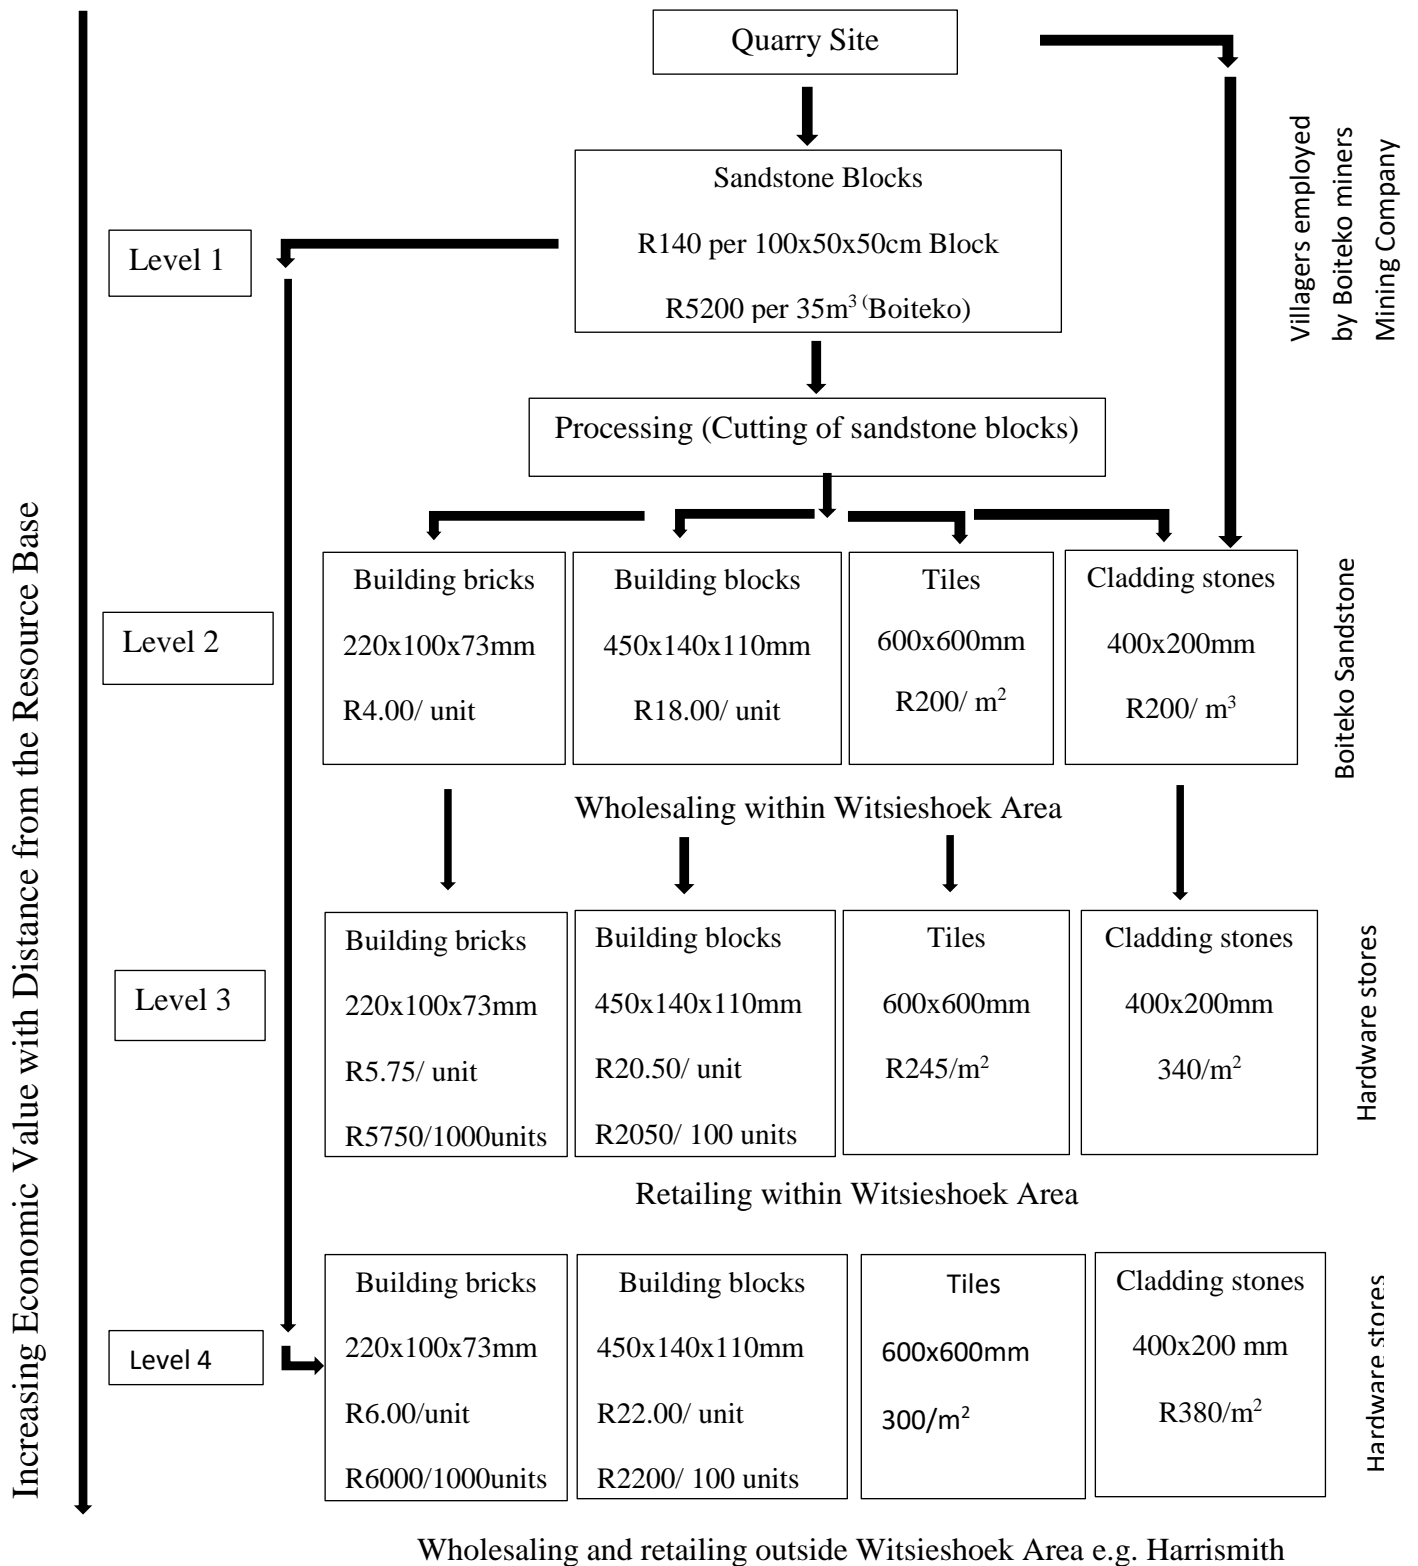 Quarry Site
Sandstone Blocks
R140 per 100x50x50cm Block
R5200 per 35m³ ⁽Boiteko)
Level 1
Villagers employed
by Boiteko miners
Mining Company
Processing (Cutting of sandstone blocks)
Level 2
Building bricks
220x100x73mm
R4.00/ unit
Building blocks
450x140x110mm
R18.00/ unit
Tiles
600x600mm
R200/ m²
Cladding stones
400x200mm
R200/ m³
Boiteko Sandstone
Wholesaling within Witsieshoek Area
Level 3
Building bricks
220x100x73mm
R5.75/ unit
R5750/1000units
Building blocks
450x140x110mm
R20.50/ unit
R2050/ 100 units
Tiles
600x600mm
R245/m²
Cladding stones
400x200mm
340/m²
Hardware stores
Retailing within Witsieshoek Area
Level 4
Building bricks
220x100x73mm
R6.00/unit
R6000/1000units
Building blocks
450x140x110mm
R22.00/ unit
R2200/ 100 units
Tiles
600x600mm
300/m²
Cladding stones
400x200 mm
R380/m²
Hardware stores
Wholesaling and retailing outside Witsieshoek Area e.g. Harrismith
Increasing Economic Value with Distance from the Resource Base